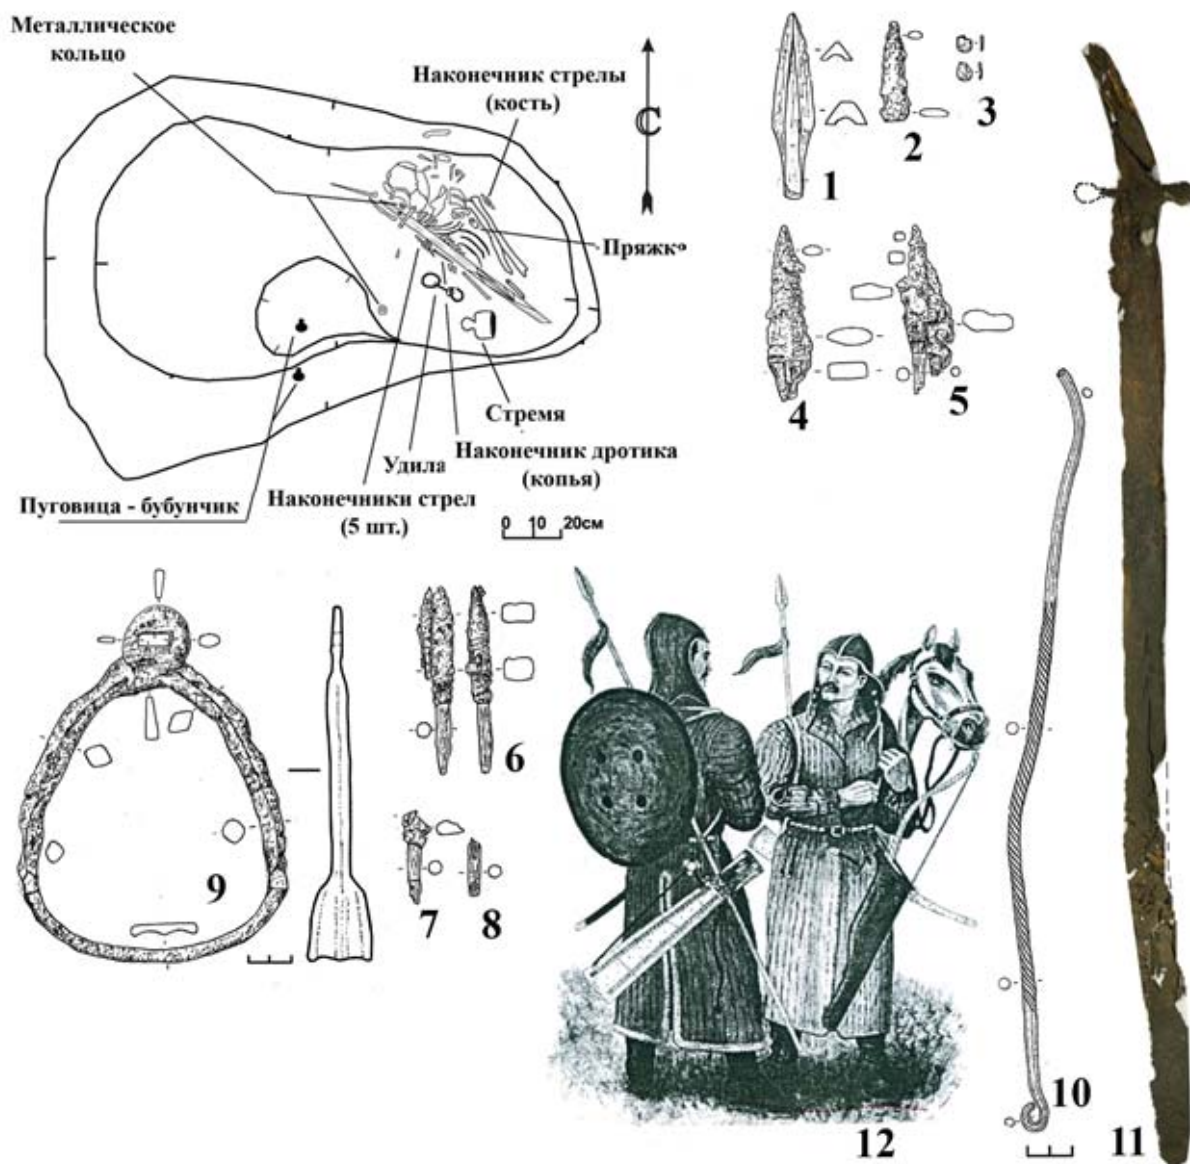 Металлическое
кольцо
Наконечник стрелы
(кость)
С
Пряжк
Стремя
Удила
Наконечник дротика
(копья)
Наконечники стрел
(5 шт.)
Пуговица - бубунчик
0 10 20см
1
2
3
4
5
6
7
8
9
10
11
12